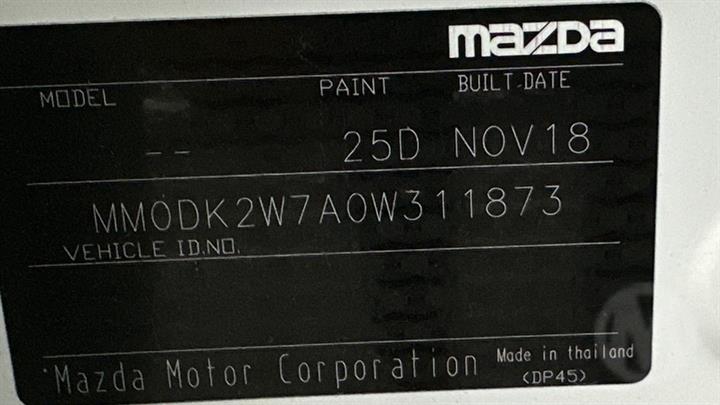 mazda
MODEL PAINT BUILT DATE
-- 25D NOV18
MM0DK2W7A0W311873
VEHICLE ID.NO.
Mazda Motor Corporation Made in thailand
(DP45)